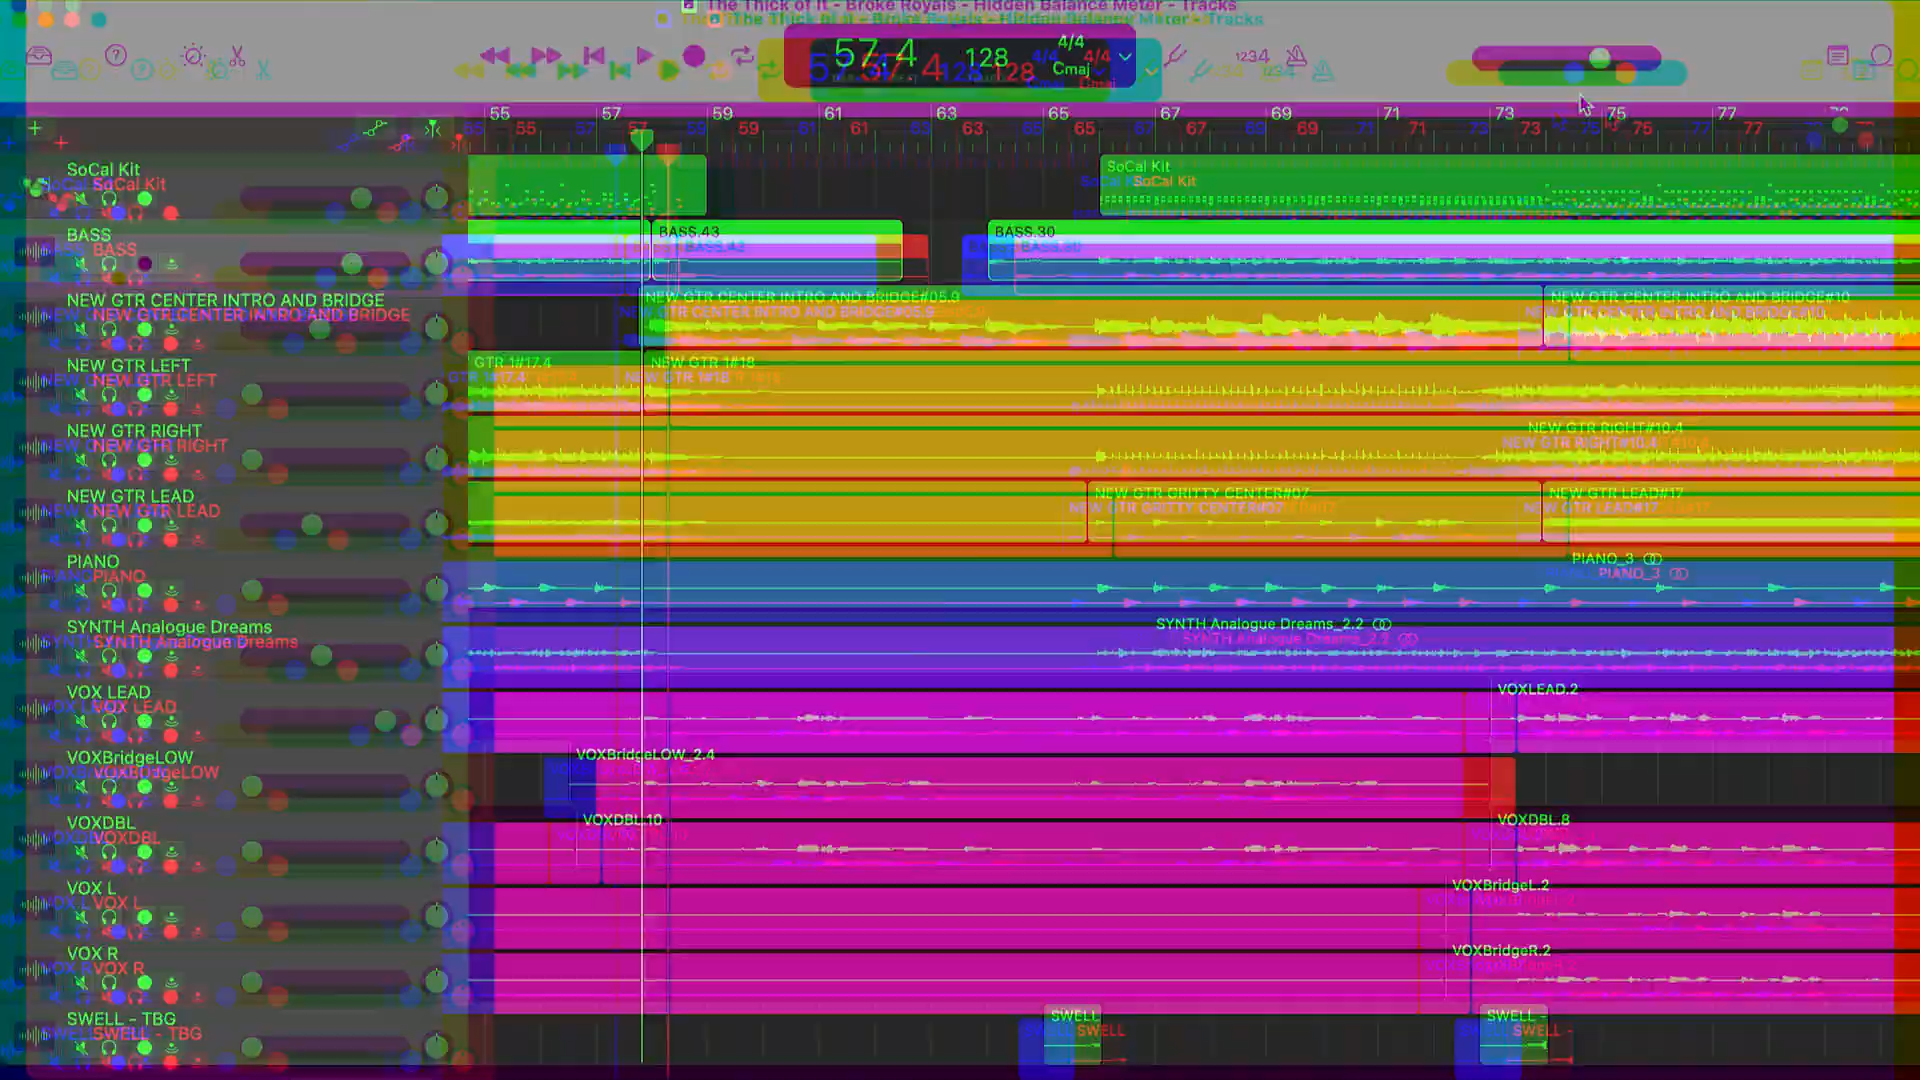 The Thick of It - Broke Royals - Hidden Balance Meter - Tracks
57.4 128 4/4 Cmaj
1234
55 57 59 61 63 65 67 69 71 73 75 77 79
SoCal Kit
SoCal Kit
BASS
BASS.43 BASS.30
NEW GTR CENTER INTRO AND BRIDGE
NEW GTR CENTER INTRO AND BRIDGE#05.9 NEW GTR CENTER INTRO AND BRIDGE#10
NEW GTR LEFT
GTR 1#17.4 NEW GTR 1#18
NEW GTR RIGHT
NEW GTR RIGHT#10.4
NEW GTR LEAD
NEW GTR GRITTY CENTER#07 NEW GTR LEAD#17
PIANO
PIANO_3
SYNTH Analogue Dreams
SYNTH Analogue Dreams_2.2
VOX LEAD
VOXLEAD.2
VOXBridgeLOW
VOXBridgeLOW_2.4
VOXDBL
VOXDBL.10 VOXDBL.8
VOX L
VOXBridgeL.2
VOX R
VOXBridgeR.2
SWELL - TBG
SWELL SWELL -